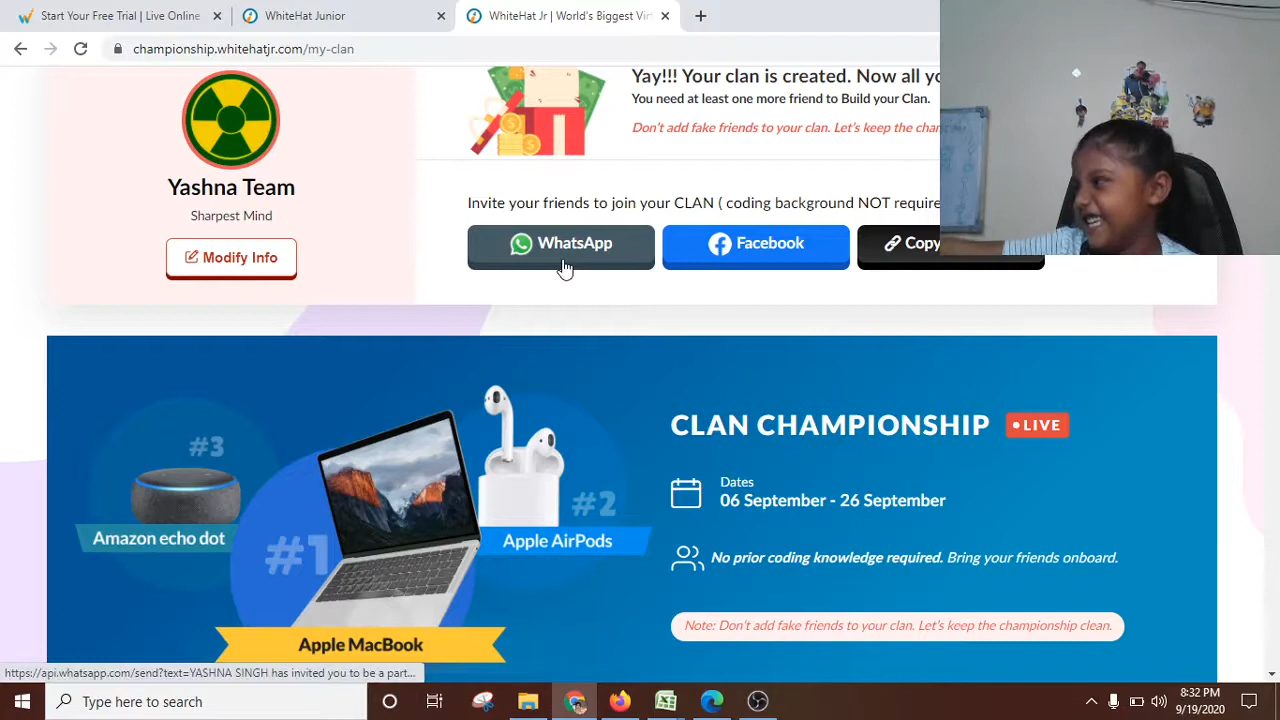 Start Your Free Trial | Live Online
WhiteHat Junior
WhiteHat Jr | World's Biggest Vir
championship.whitehatjr.com/my-clan
Yay!!! Your clan is created. Now all yo
You need at least one more friend to Build your Clan.
Don't add fake friends to your clan. Let's keep the cham
Yashna Team
Sharpest Mind
Modify Info
Invite your friends to join your CLAN ( coding background NOT require
WhatsApp
Facebook
Copy
#3
Amazon echo dot
#1
Apple MacBook
#2
Apple AirPods
CLAN CHAMPIONSHIP
LIVE
Dates
06 September - 26 September
No prior coding knowledge required. Bring your friends onboard.
Note: Don't add fake friends to your clan. Let's keep the championship clean.
https://api.whatsapp.com/send?text=YASHNA SINGH has invited you to be a part...
Type here to search
8:32 PM
9/19/2020